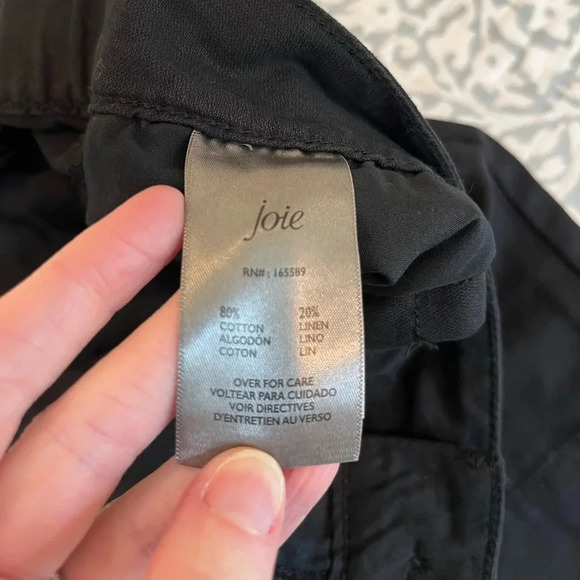 joie
RN#: 165589
80% 20%
COTTON LINEN
ALGODÓN LINO
COTON LIN
OVER FOR CARE
VOLTEAR PARA CUIDADO
VOIR DIRECTIVES
D'ENTRETIEN AU VERSO